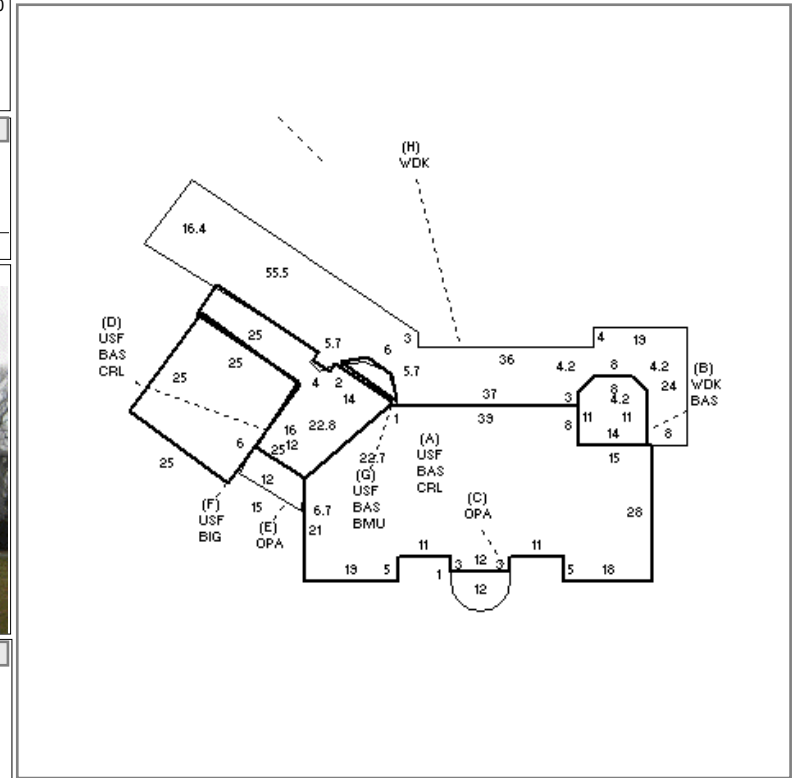 (H)
WDK
16.4
55.5
(D)
USF
BAS
CRL
25
5.7
3
6
5.7
36
4
19
4.2
8
4.2
24
(B)
WDK
BAS
25
25
4
2
14
37
3
8
4.2
11
11
14
8
1
39
8
16
12
22.8
6
25
22.7
(A)
USF
BAS
CRL
15
25
12
(G)
USF
BAS
BMU
(C)
OPA
28
(F)
USF
BIG
15
(E)
OPA
6.7
21
11
12
11
3
3
19
5
1
12
5
18